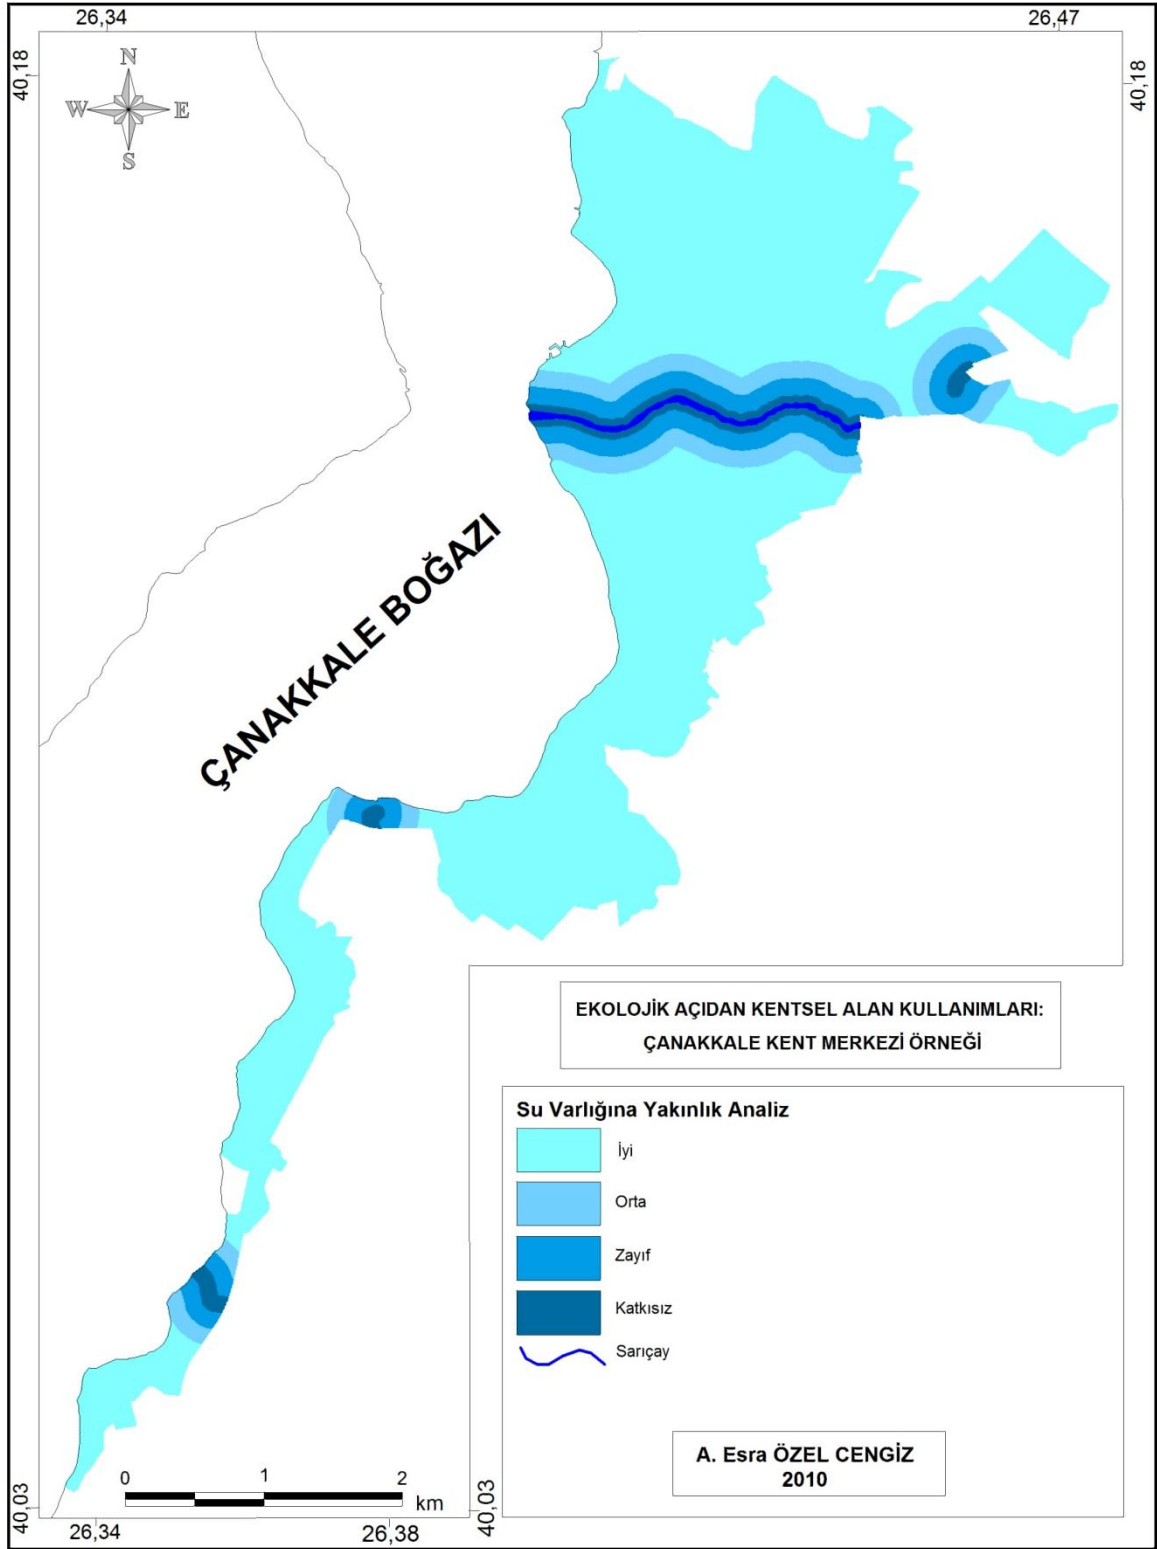 26,34
26,47
40,18
40,18
N
W
E
S
ÇANAKKALE BOĞAZI
EKOLOJİK AÇIDAN KENTSEL ALAN KULLANIMLARI:
ÇANAKKALE KENT MERKEZİ ÖRNEĞİ
Su Varlığına Yakınlık Analiz
İyi
Orta
Zayıf
Katkısız
Sarıçay
A. Esra ÖZEL CENGİZ
2010
0 1 2
km
40,03
40,03
26,34
26,38